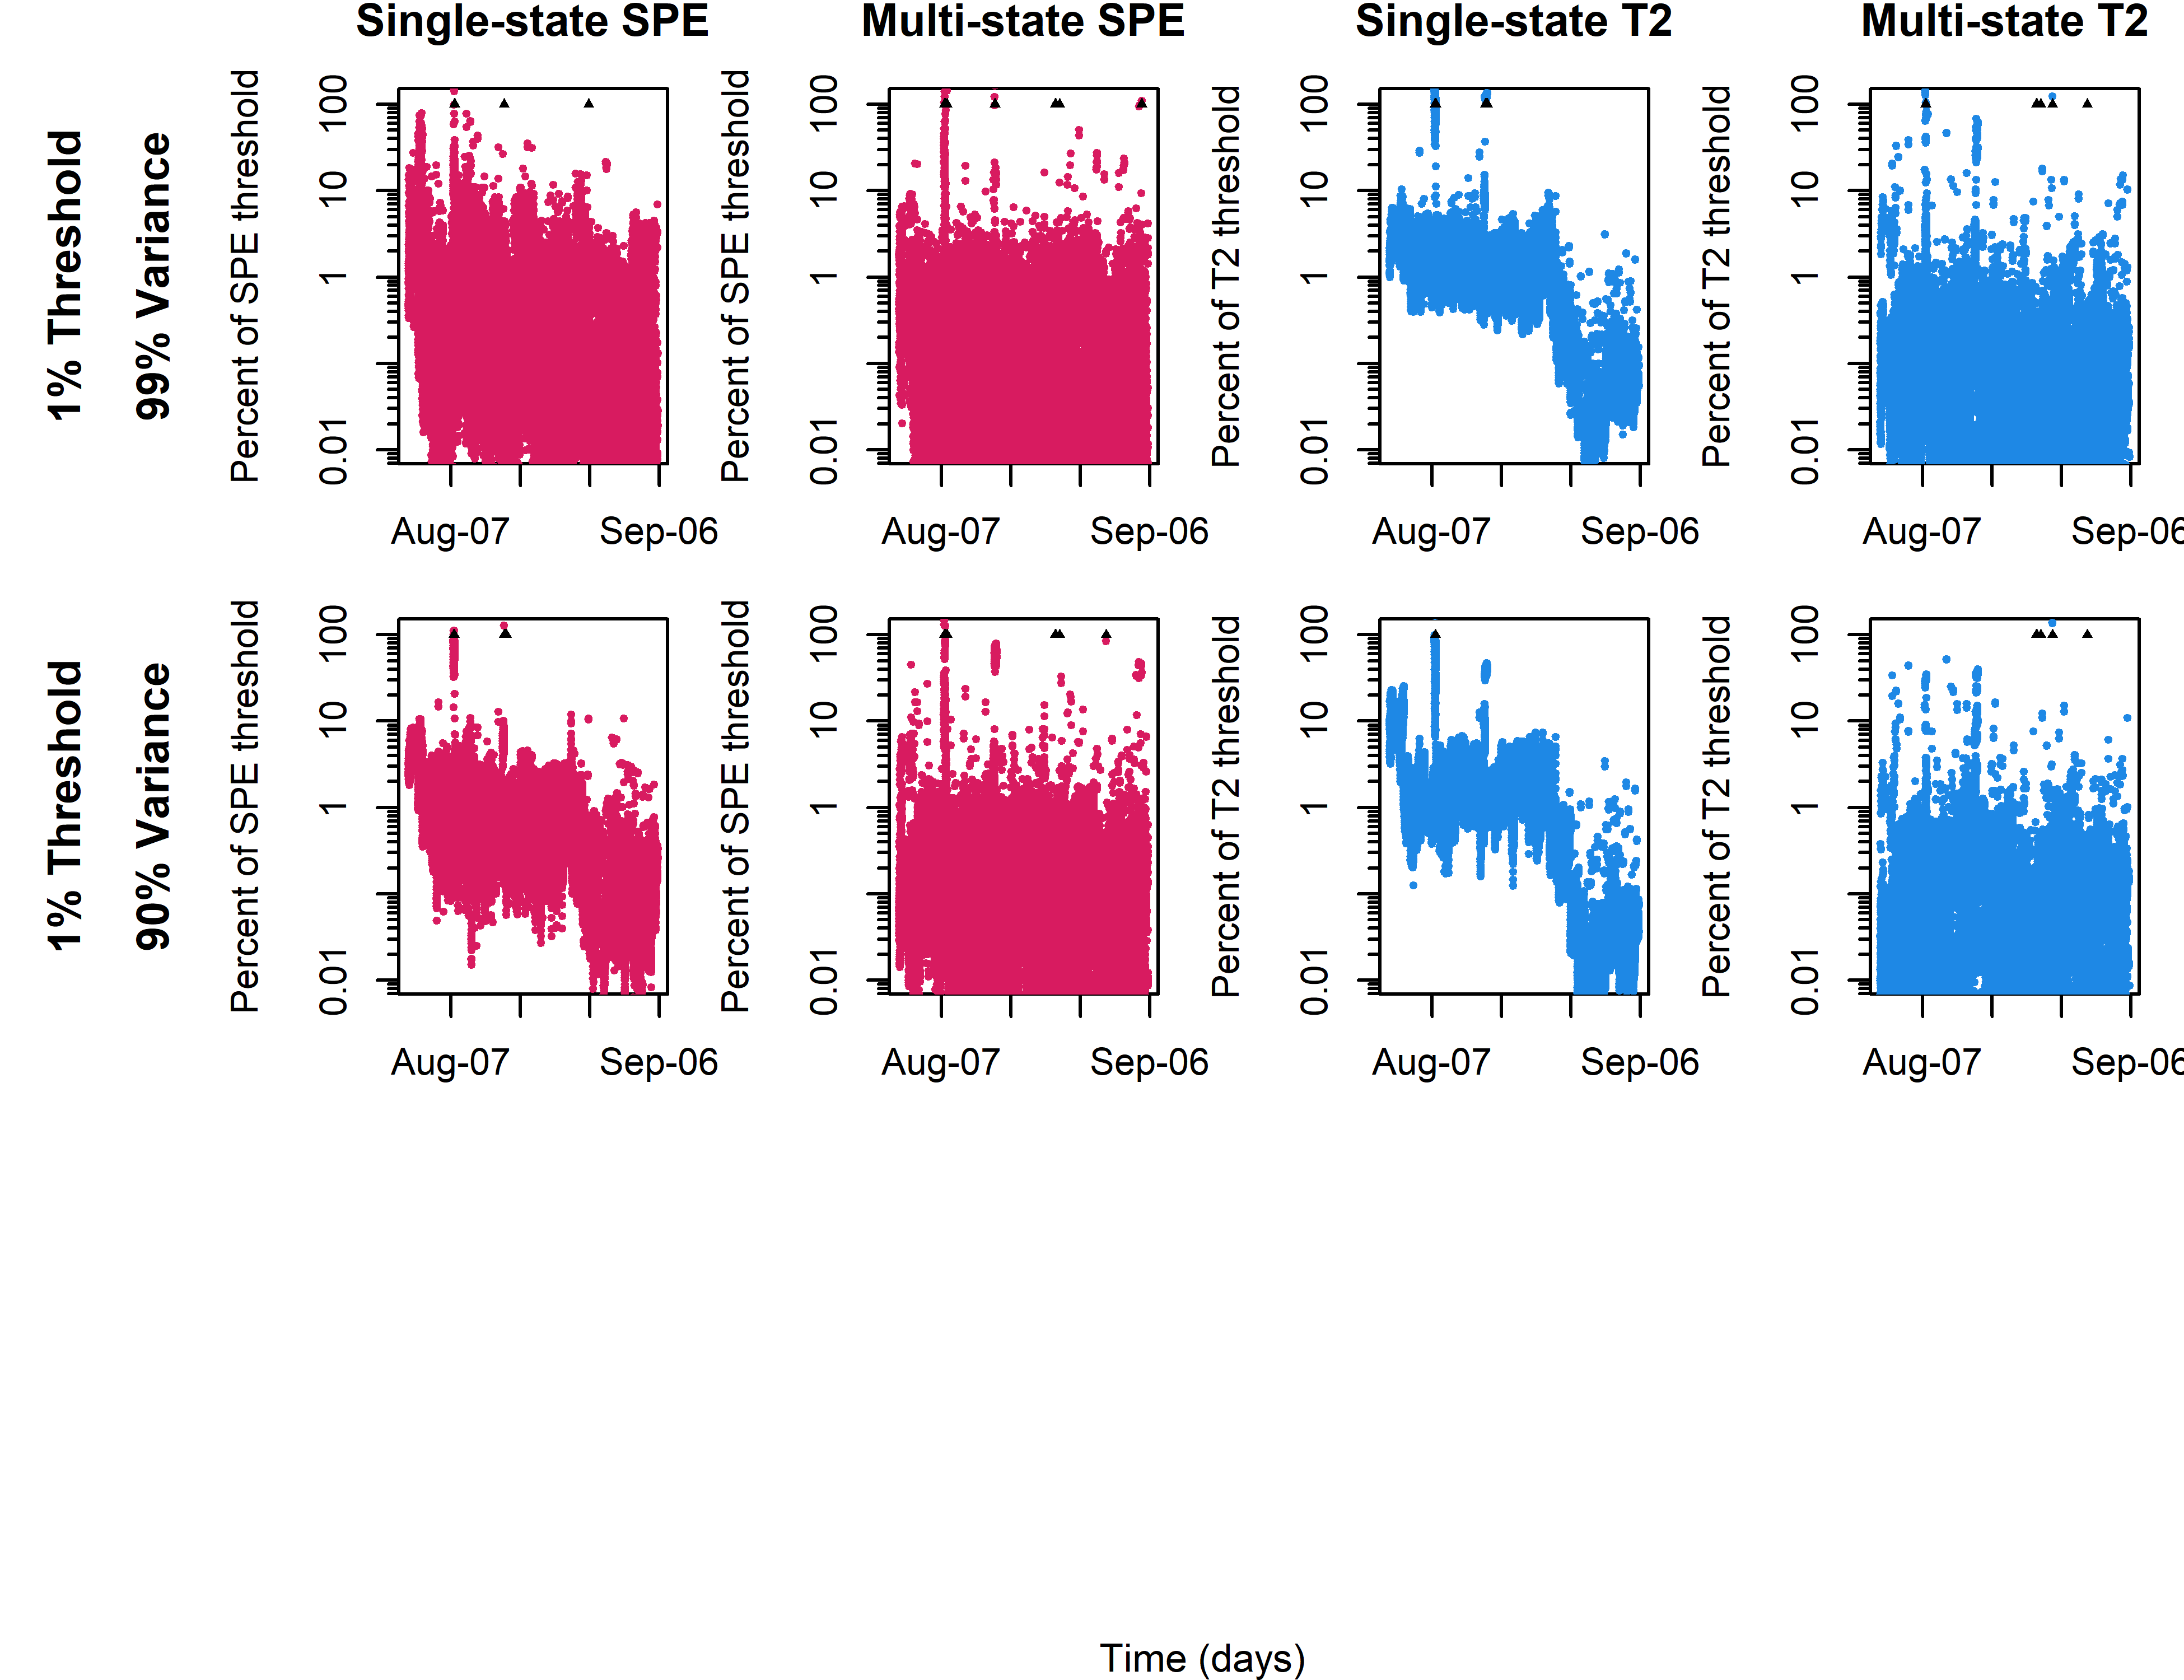 Single-state SPE Multi-state SPE Single-state T2 Multi-state T2
1% Threshold
99% Variance
Percent of SPE threshold
100
10
1
0.01
Aug-07 Sep-06
Percent of SPE threshold
100
10
1
0.01
Aug-07 Sep-06
Percent of T2 threshold
100
10
1
0.01
Aug-07 Sep-06
Percent of T2 threshold
100
10
1
0.01
Aug-07 Sep-06
1% Threshold
90% Variance
Percent of SPE threshold
100
10
1
0.01
Aug-07 Sep-06
Percent of SPE threshold
100
10
1
0.01
Aug-07 Sep-06
Percent of T2 threshold
100
10
1
0.01
Aug-07 Sep-06
Percent of T2 threshold
100
10
1
0.01
Aug-07 Sep-06
Time (days)